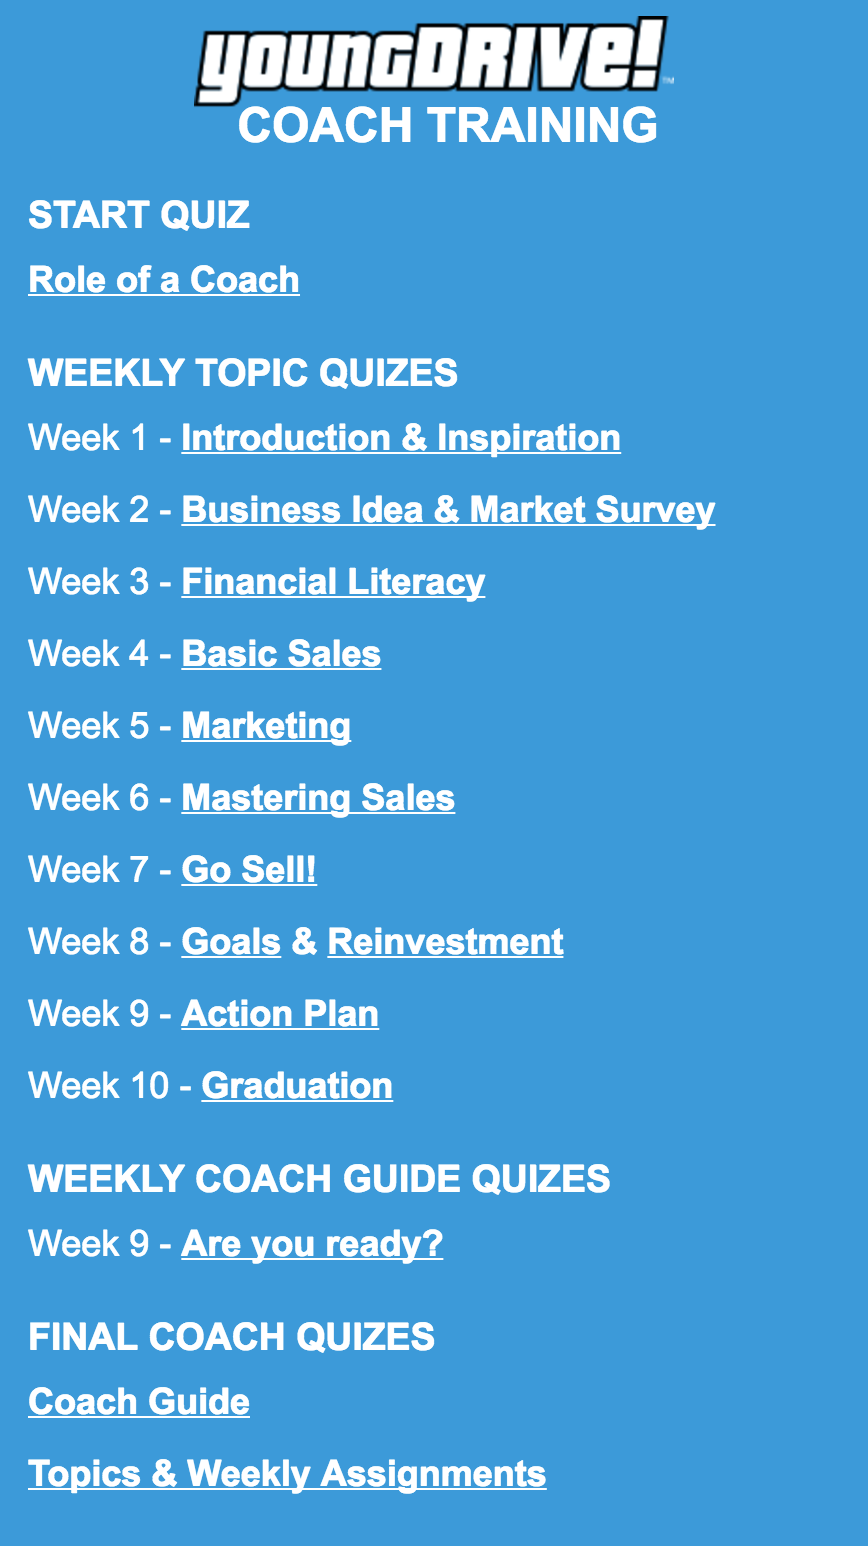 youngDRIVE!™
COACH TRAINING
START QUIZ
Role of a Coach
WEEKLY TOPIC QUIZES
Week 1 - Introduction & Inspiration
Week 2 - Business Idea & Market Survey
Week 3 - Financial Literacy
Week 4 - Basic Sales
Week 5 - Marketing
Week 6 - Mastering Sales
Week 7 - Go Sell!
Week 8 - Goals & Reinvestment
Week 9 - Action Plan
Week 10 - Graduation
WEEKLY COACH GUIDE QUIZES
Week 9 - Are you ready?
FINAL COACH QUIZES
Coach Guide
Topics & Weekly Assignments